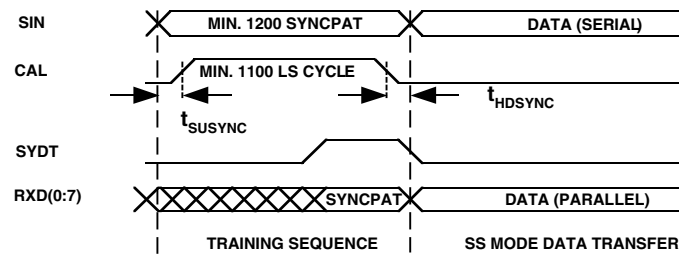 SIN MIN. 1200 SYNCPAT DATA (SERIAL)
CAL MIN. 1100 LS CYCLE
tSUSYNC tHDSYNC
SYDT
RXD(0:7) SYNCPAT DATA (PARALLEL)
TRAINING SEQUENCE SS MODE DATA TRANSFER